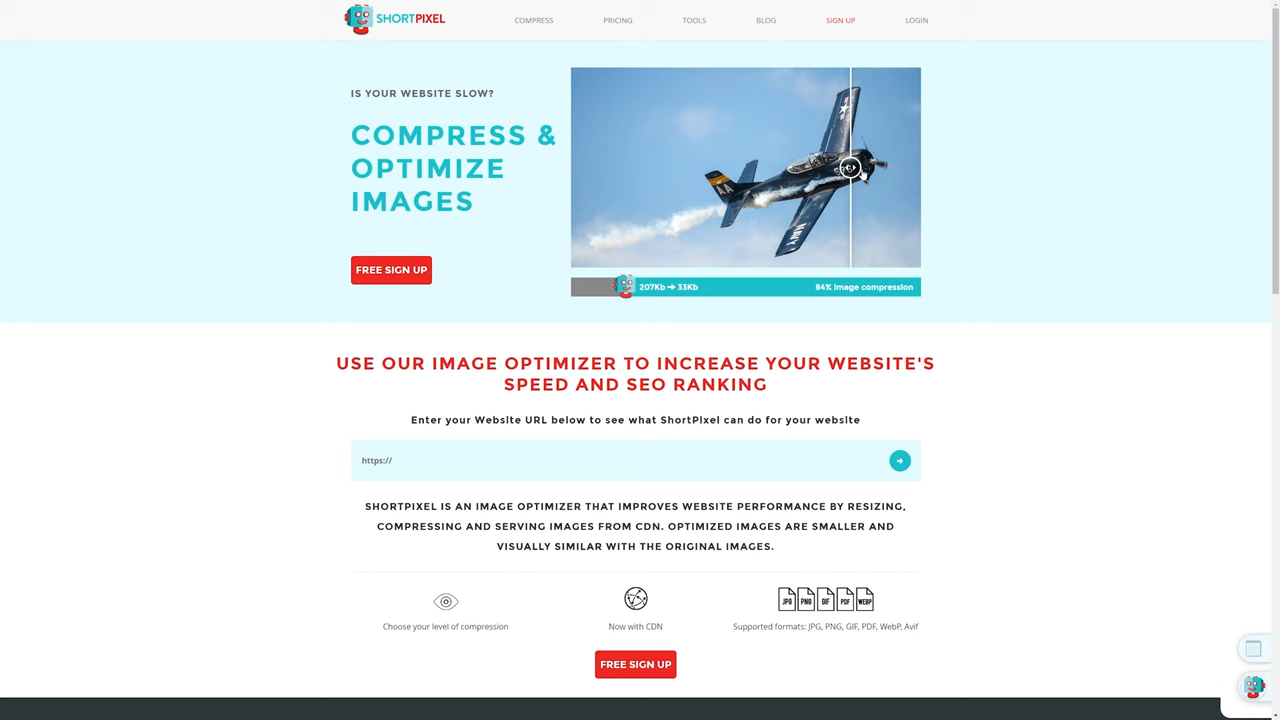 SHORTPIXEL
COMPRESS
PRICING
TOOLS
BLOG
SIGN UP
LOGIN
IS YOUR WEBSITE SLOW?
COMPRESS &
OPTIMIZE
IMAGES
FREE SIGN UP
NAVY
207Kb → 33Kb
84% image compression
USE OUR IMAGE OPTIMIZER TO INCREASE YOUR WEBSITE'S
SPEED AND SEO RANKING
Enter your Website URL below to see what ShortPixel can do for your website
https://
SHORTPIXEL IS AN IMAGE OPTIMIZER THAT IMPROVES WEBSITE PERFORMANCE BY RESIZING,
COMPRESSING AND SERVING IMAGES FROM CDN. OPTIMIZED IMAGES ARE SMALLER AND
VISUALLY SIMILAR WITH THE ORIGINAL IMAGES.
JPG PNG GIF PDF WEBP
Choose your level of compression
Now with CDN
Supported formats: JPG, PNG, GIF, PDF, WebP, Avif
FREE SIGN UP